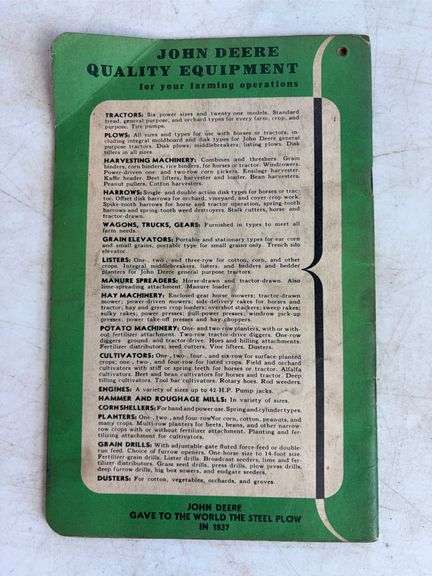 JOHN DEERE
QUALITY EQUIPMENT
for your farming operations
TRACTORS: Six power sizes and twenty-one models. Standard
tread, general purpose, and orchard types for every farm, crop, and
purpose. Tire pumps.
PLOWS: All sizes and types for use with horses or tractors, in-
cluding integral moldboard and disk types for John Deere general
purpose tractors. Disk plows; middlebreakers; listing plows. Disk
tillers in all sizes.
HARVESTING MACHINERY: Combines and threshers. Grain
binders, corn binders, rice binders, for horses or tractor. Windrowers.
Power-driven one- and two-row corn pickers. Ensilage harvester.
Kaffir header. Beet lifters, harvester and loader. Bean harvesters.
Peanut pullers. Cotton harvesters.
HARROWS: Single- and double-action disk types for horses or trac-
tor. Offset disk harrows for orchard, vineyard, and cover-crop work.
Spike-tooth harrows for horse and tractor operation, spring-tooth
harrows and spring-tooth weed destroyers. Stalk cutters, horse- and
tractor-drawn.
WAGONS, TRUCKS, GEARS: Furnished in types to meet all
farm needs.
GRAIN ELEVATORS: Portable and stationary types for ear corn
and small grains, portable type for small grains only. Trench silo
elevator.
LISTERS: One-, two-, and three-row for cotton, corn, and other
crops. Integral middlebreakers, listers, and bedders and bedder
planters for John Deere general purpose tractors.
MANURE SPREADERS: Horse-drawn and tractor-drawn. Also
lime-spreading attachment. Manure loader.
HAY MACHINERY: Enclosed gear horse mowers; tractor-drawn
mower; power-driven mowers; side-delivery rakes for horses and
tractor; hay and green crop loaders; overshot stackers; sweep rakes;
sulky rakes, power presses; pull-power presses; windrow pick-up
presses; power take-off presses and hay choppers.
POTATO MACHINERY: One- and two-row planters, with or with-
out fertilizer attachment. Two-row tractor-drive diggers. One-row
diggers—ground- and tractor-drive. Hoes and hilling attachments.
Fertilizer distributors, seed cutters. Vine lifters. Dusters.
CULTIVATORS: One-, two-, four-, and six-row for surface planted
crops; one-, two-, and four-row for listed crops. Field and orchard
cultivators with stiff or spring teeth for horses or tractor. Alfalfa
cultivators. Beet and bean cultivators for horses and tractor. Deep
tilling cultivators. Tool bar cultivators. Rotary hoes. Rod weeders.
ENGINES: A variety of sizes up to 42-H.P. Pump jacks.
HAMMER AND ROUGHAGE MILLS: In variety of sizes.
CORN SHELLERS: For hand and power use. Spring and cylinder types.
PLANTERS: One-, two-, and four row for corn, cotton, peanuts, and
many crops. Multi-row planters for beets, beans, and other narrow-
row crops with or without fertilizer attachment. Planting and fer-
tilizing attachment for cultivators.
GRAIN DRILLS: With adjustable-gate fluted force-feed or double-
run feed. Choice of furrow openers. One horse size to 14-foot size
Fertilizer-grain drills. Lister drills. Broadcast seeders, lime and fer-
tilizer distributors. Grass seed drills, press drills, plow press drills,
deep furrow drills, big box sowers, and endgate seeders.
DUSTERS: For cotton, vegetables, orchards, and groves.
JOHN DEERE
GAVE TO THE WORLD THE STEEL PLOW
IN 1837